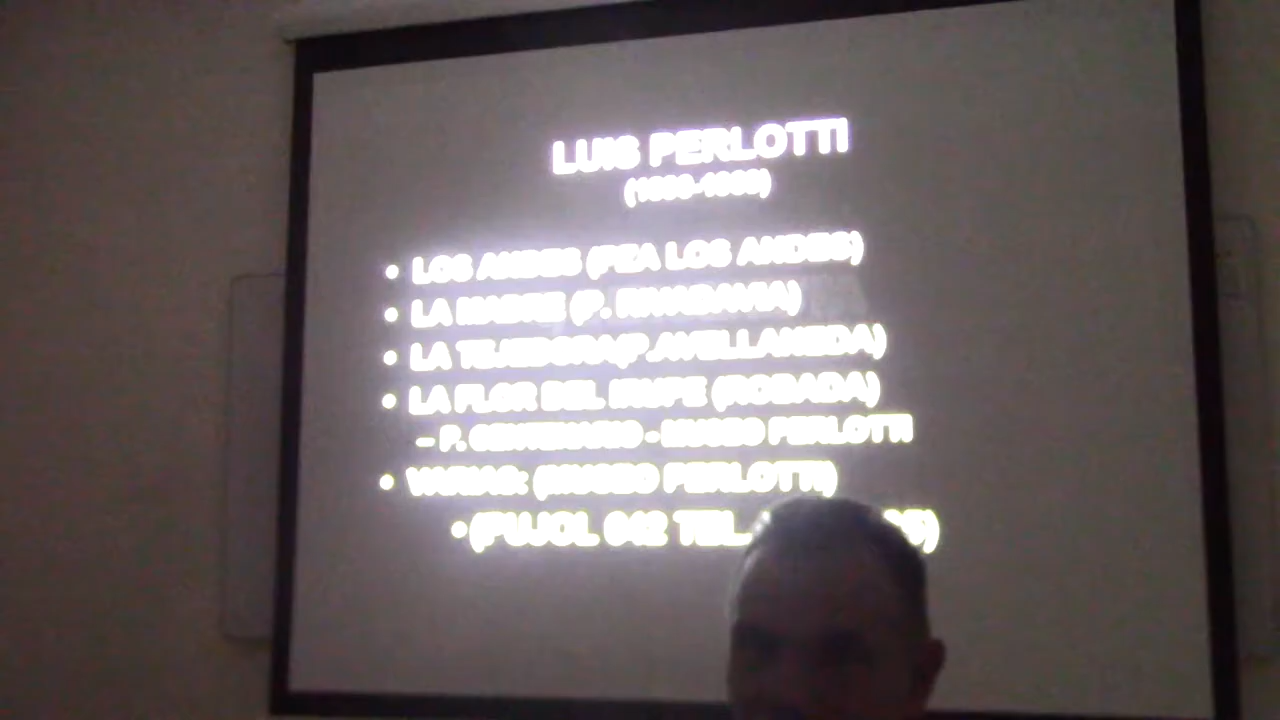 LUIS PERLOTTI
• LOS ANDES (PZA LOS ANDES)
• LA MADRE (P. RIVADAVIA)
• LA TEJEDORA(P.AVELLANEDA)
• LA FLOR DEL IRUPE (ROBADA)
– P. CENTENARIO - MUSEO PERLOTTI
• VARIAS: (MUSEO PERLOTTI)
• (PUJOL 642 TEL.